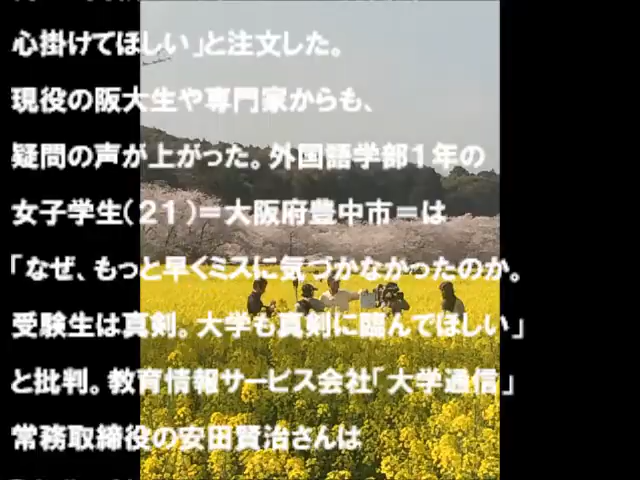 心掛けてほしい」と注文した。
現役の阪大生や専門家からも、
疑問の声が上がった。外国語学部１年の
女子学生（２１）＝大阪府豊中市＝は
「なぜ、もっと早くミスに気づかなかったのか。
受験生は真剣。大学も真剣に臨んでほしい」
と批判。教育情報サービス会社「大学通信」
常務取締役の安田賢治さんは